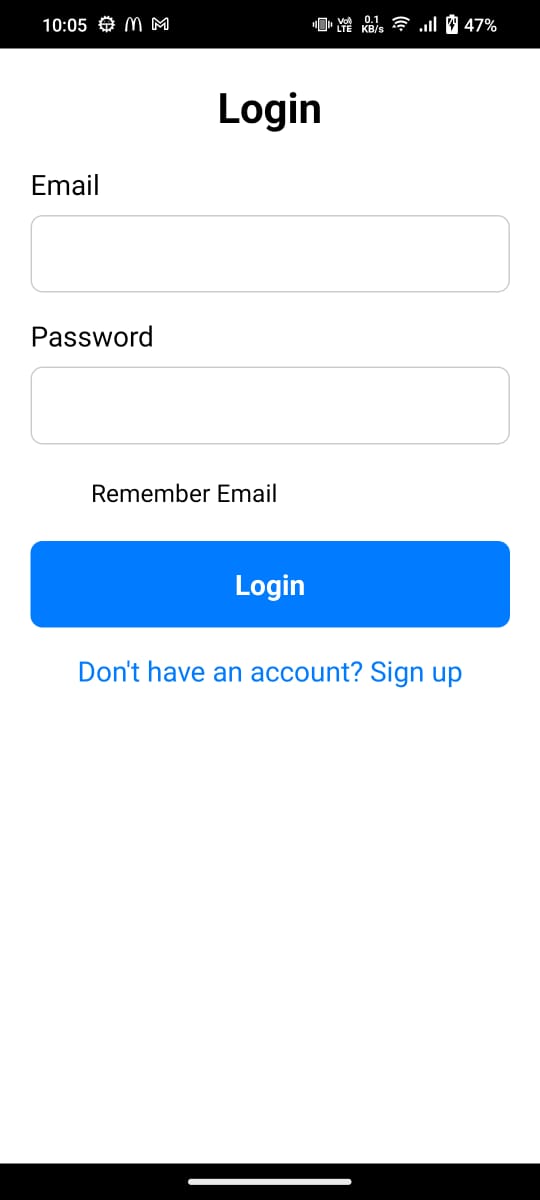 10:05 Vo) LTE 0.1 KB/s 47%
Login
Email
Password
Remember Email
Login
Don't have an account? Sign up